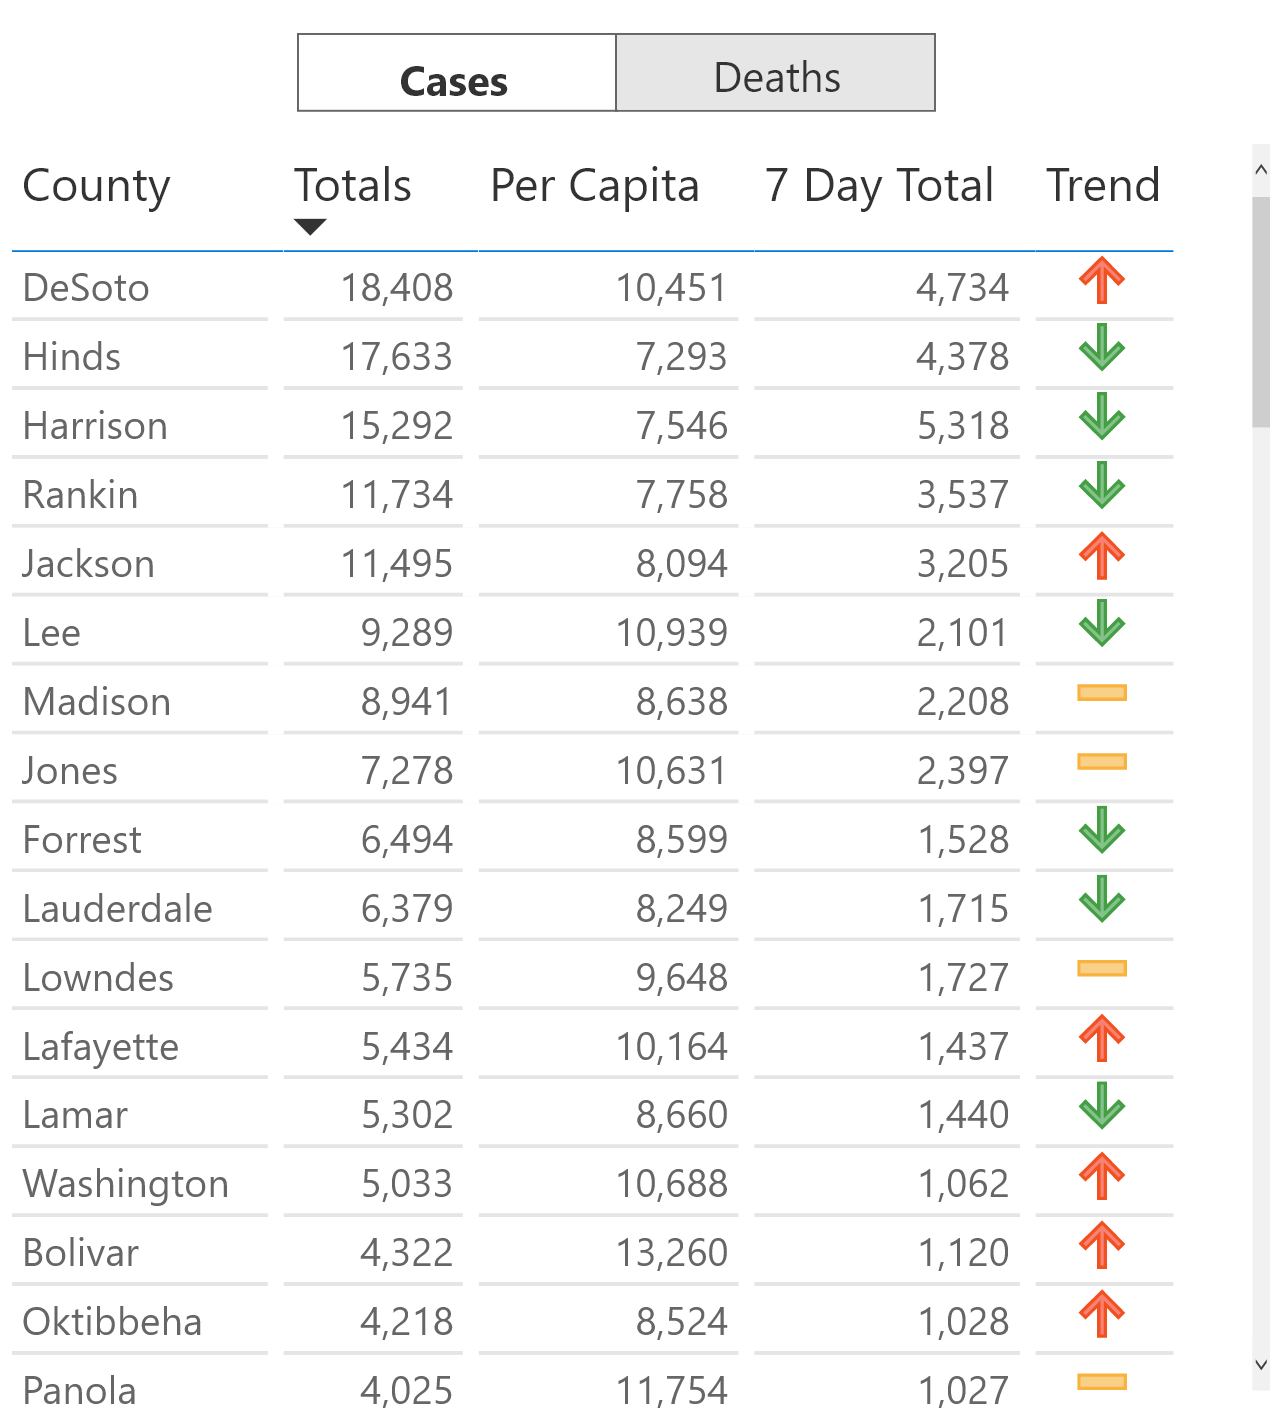 Cases Deaths
County Totals Per Capita 7 Day Total Trend
DeSoto 18,408 10,451 4,734
Hinds 17,633 7,293 4,378
Harrison 15,292 7,546 5,318
Rankin 11,734 7,758 3,537
Jackson 11,495 8,094 3,205
Lee 9,289 10,939 2,101
Madison 8,941 8,638 2,208
Jones 7,278 10,631 2,397
Forrest 6,494 8,599 1,528
Lauderdale 6,379 8,249 1,715
Lowndes 5,735 9,648 1,727
Lafayette 5,434 10,164 1,437
Lamar 5,302 8,660 1,440
Washington 5,033 10,688 1,062
Bolivar 4,322 13,260 1,120
Oktibbeha 4,218 8,524 1,028
Panola 4,025 11,754 1,027